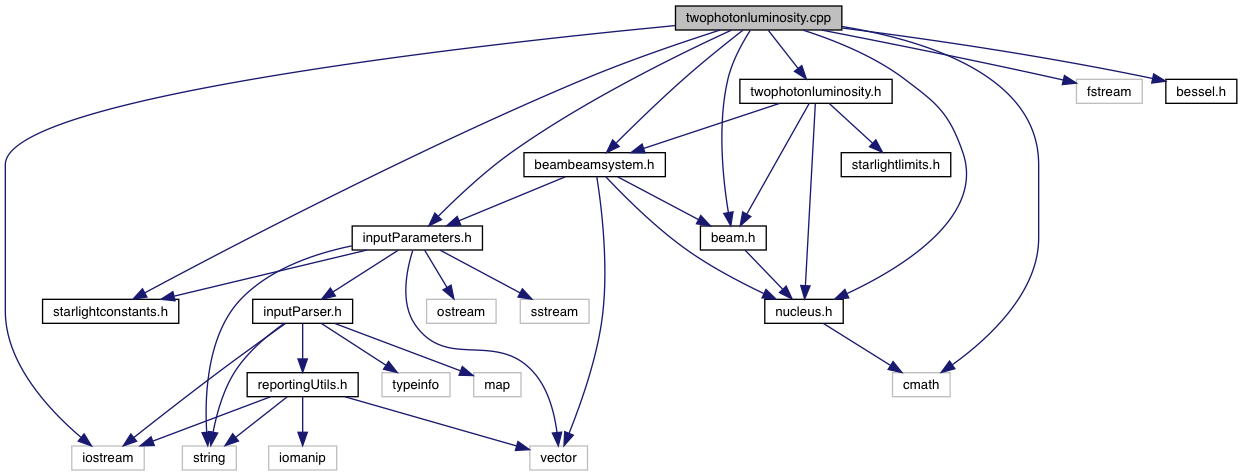 twophotonluminosity.cpp
twophotonluminosity.h
fstream
bessel.h
beambeamsystem.h
starlightlimits.h
inputParameters.h
beam.h
starlightconstants.h
inputParser.h
ostream
sstream
nucleus.h
reportingUtils.h
typeinfo
map
cmath
iostream
string
iomanip
vector